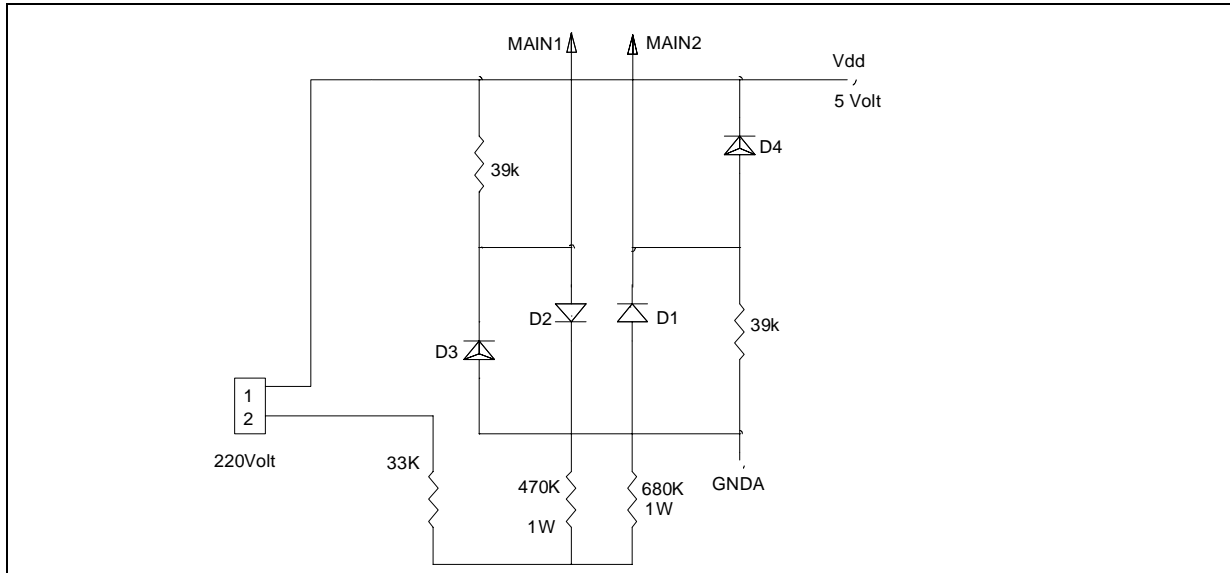 MAIN1
MAIN2
Vdd
5 Volt
39k
D4
D2
D1
D3
39k
1
2
220Volt
33K
470K
1W
680K
1W
GNDA